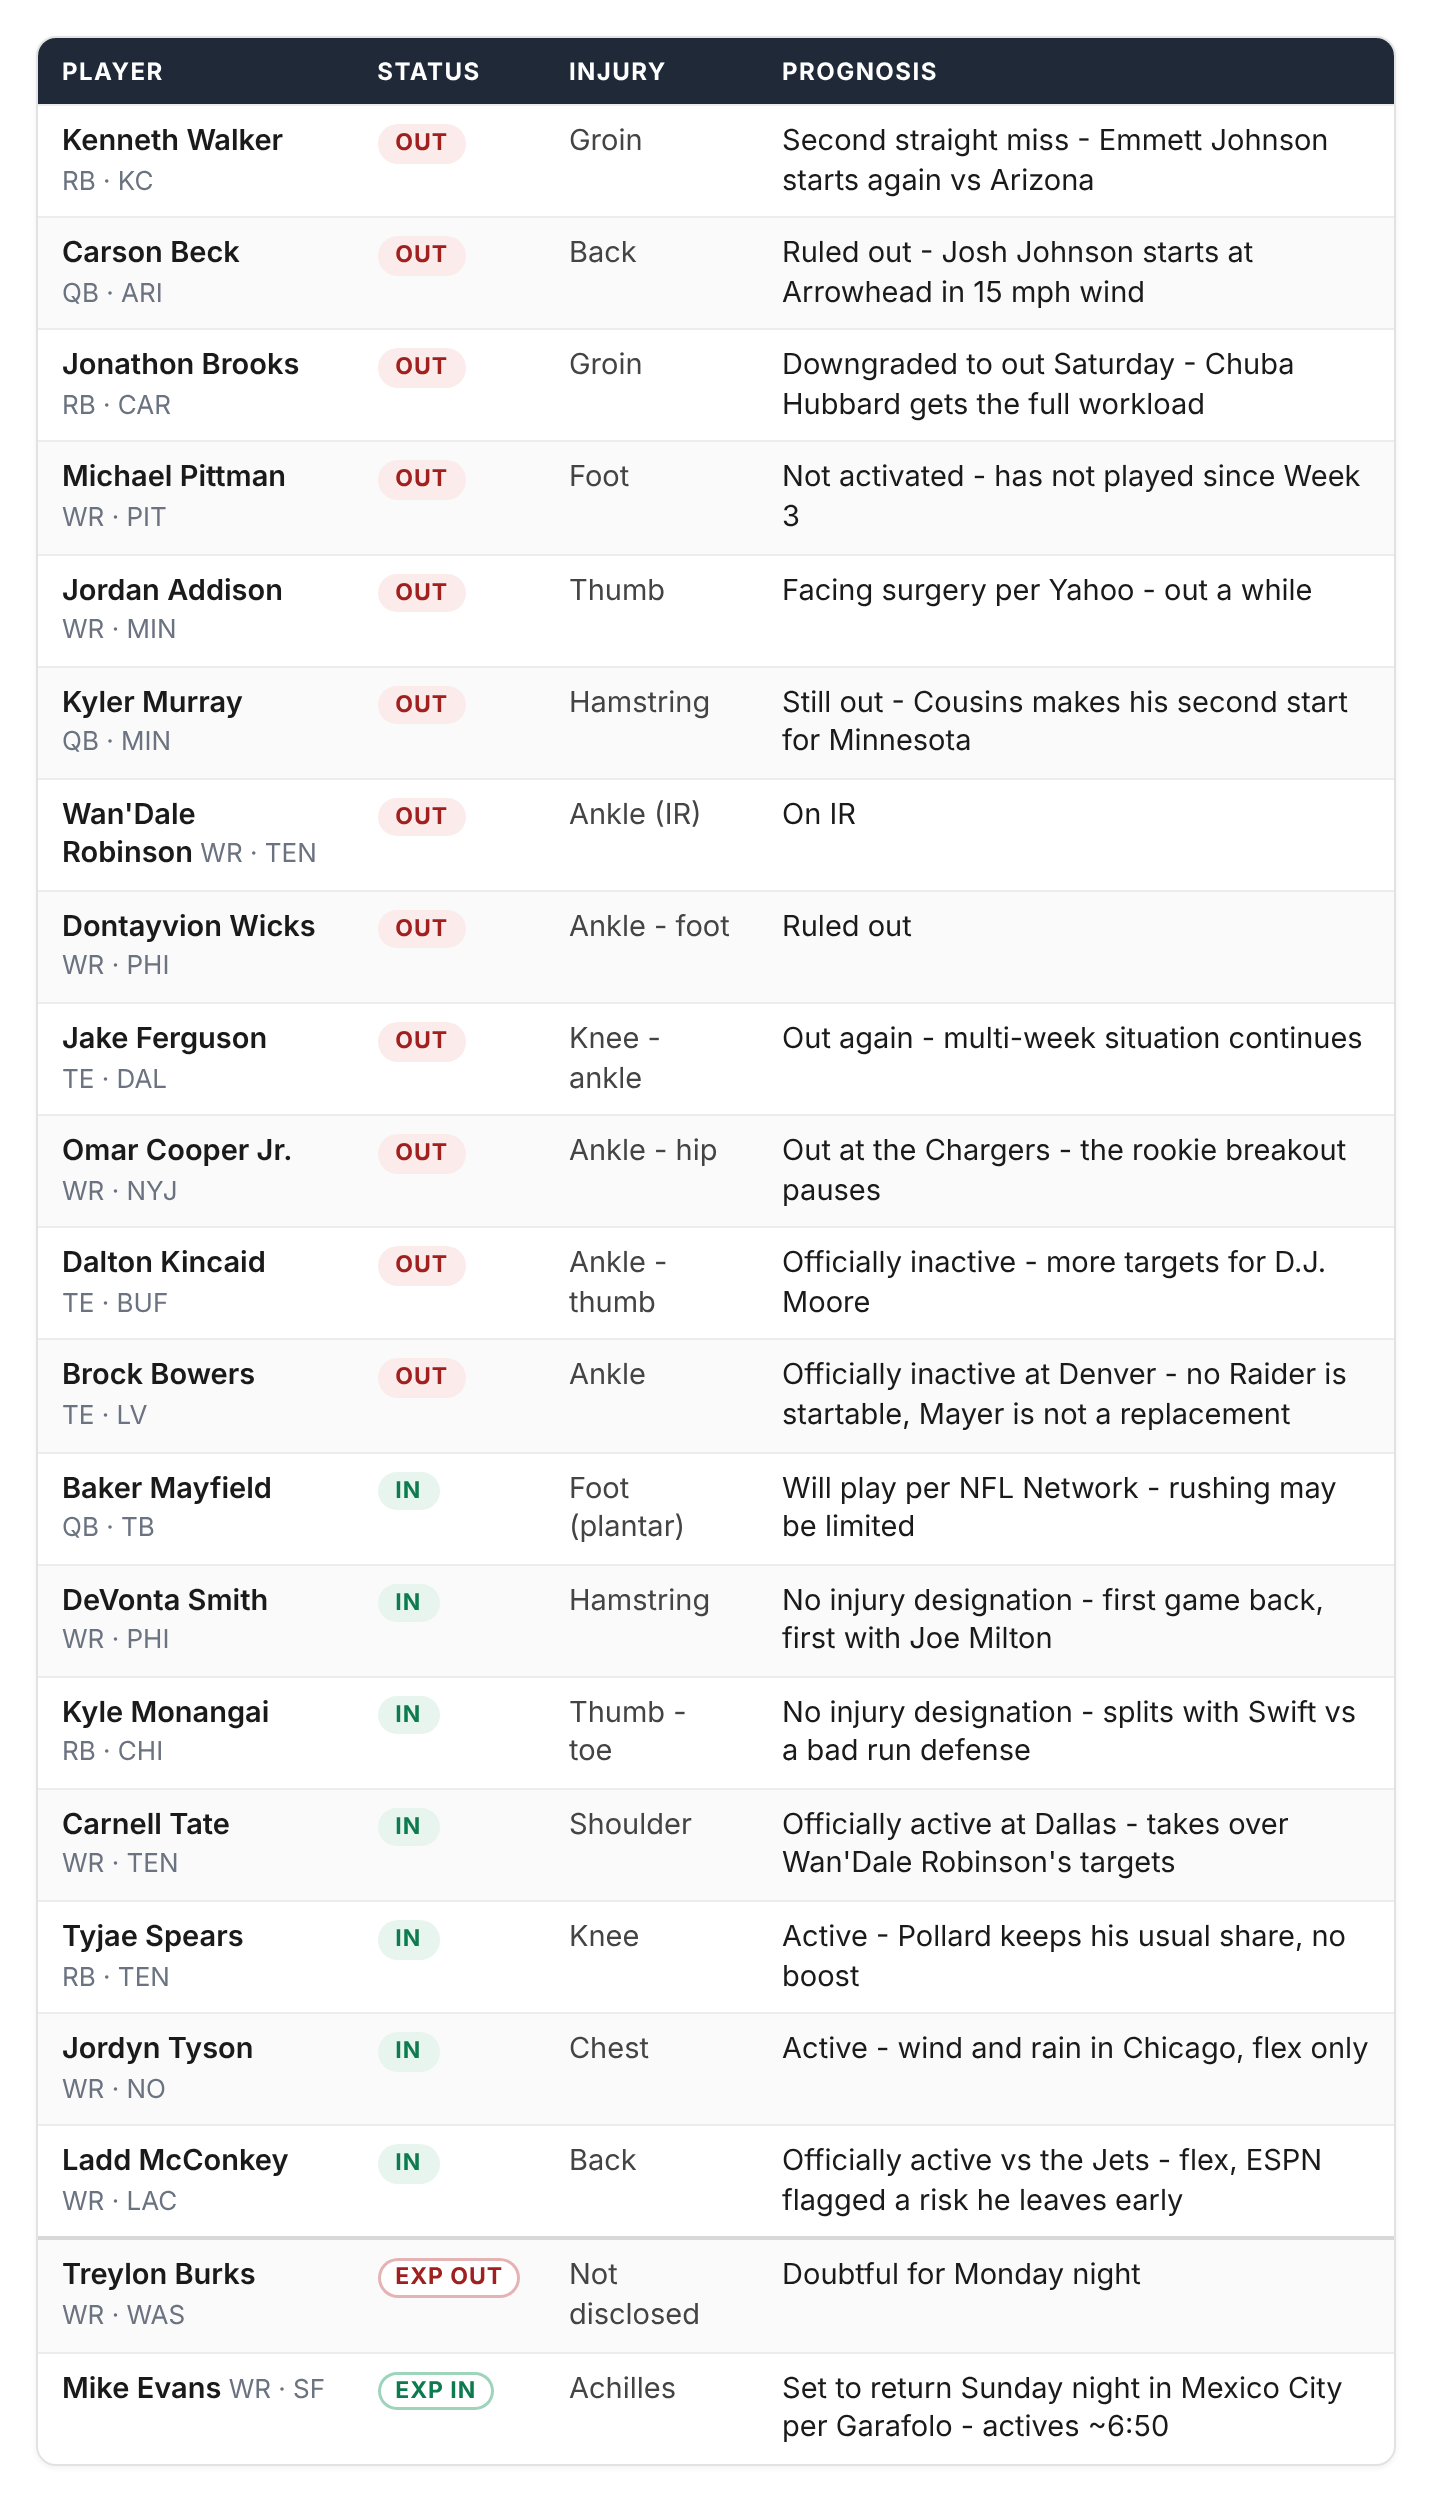 PLAYER STATUS INJURY PROGNOSIS
Kenneth Walker OUT Groin Second straight miss - Emmett Johnson
RB · KC starts again vs Arizona
Carson Beck OUT Back Ruled out - Josh Johnson starts at
QB · ARI Arrowhead in 15 mph wind
Jonathon Brooks OUT Groin Downgraded to out Saturday - Chuba
RB · CAR Hubbard gets the full workload
Michael Pittman OUT Foot Not activated - has not played since Week
WR · PIT 3
Jordan Addison OUT Thumb Facing surgery per Yahoo - out a while
WR · MIN
Kyler Murray OUT Hamstring Still out - Cousins makes his second start
QB · MIN for Minnesota
Wan'Dale OUT Ankle (IR) On IR
Robinson WR · TEN
Dontayvion Wicks OUT Ankle - foot Ruled out
WR · PHI
Jake Ferguson OUT Knee - Out again - multi-week situation continues
TE · DAL ankle
Omar Cooper Jr. OUT Ankle - hip Out at the Chargers - the rookie breakout
WR · NYJ pauses
Dalton Kincaid OUT Ankle - Officially inactive - more targets for D.J.
TE · BUF thumb Moore
Brock Bowers OUT Ankle Officially inactive at Denver - no Raider is
TE · LV startable, Mayer is not a replacement
Baker Mayfield IN Foot Will play per NFL Network - rushing may
QB · TB (plantar) be limited
DeVonta Smith IN Hamstring No injury designation - first game back,
WR · PHI first with Joe Milton
Kyle Monangai IN Thumb - No injury designation - splits with Swift vs
RB · CHI toe a bad run defense
Carnell Tate IN Shoulder Officially active at Dallas - takes over
WR · TEN Wan'Dale Robinson's targets
Tyjae Spears IN Knee Active - Pollard keeps his usual share, no
RB · TEN boost
Jordyn Tyson IN Chest Active - wind and rain in Chicago, flex only
WR · NO
Ladd McConkey IN Back Officially active vs the Jets - flex, ESPN
WR · LAC flagged a risk he leaves early
Treylon Burks EXP OUT Not Doubtful for Monday night
WR · WAS disclosed
Mike Evans WR · SF EXP IN Achilles Set to return Sunday night in Mexico City
per Garafolo - actives ~6:50